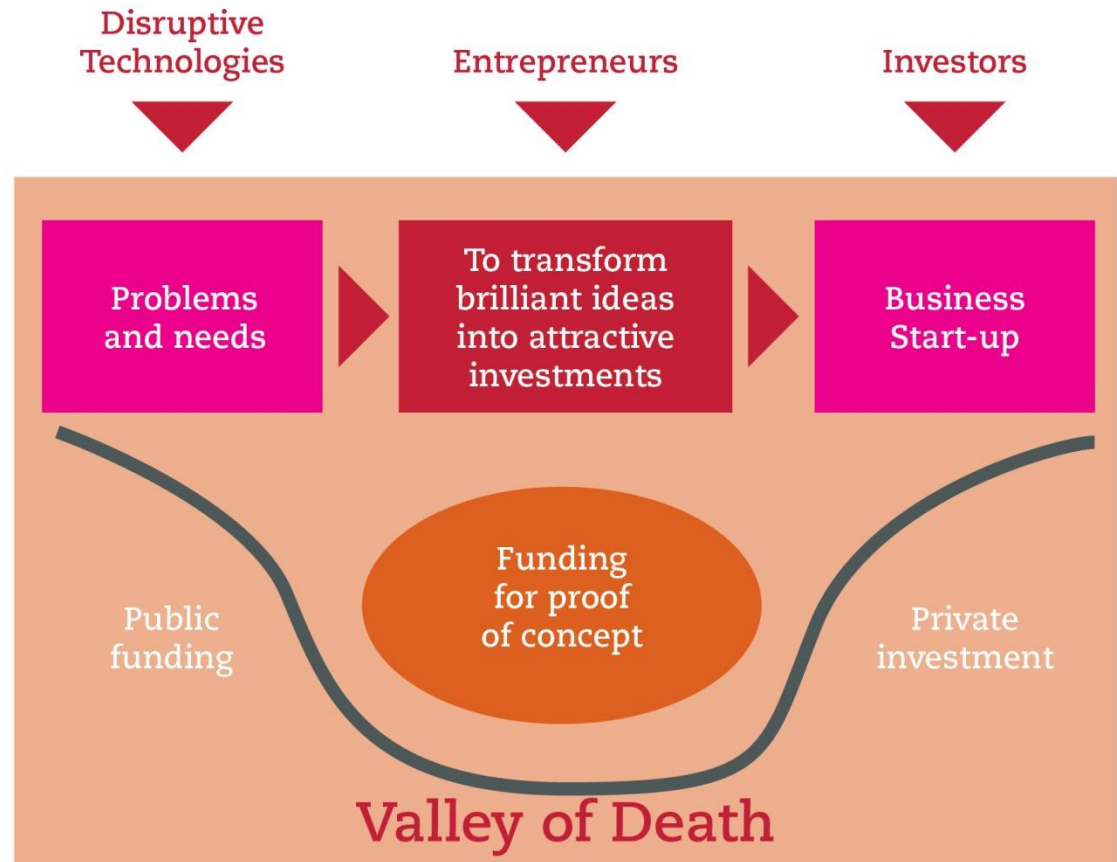 Disruptive
Technologies
Entrepreneurs
Investors
Problems
and needs
To transform
brilliant ideas
into attractive
investments
Business
Start-up
Public
funding
Funding
for proof
of concept
Private
investment
Valley of Death